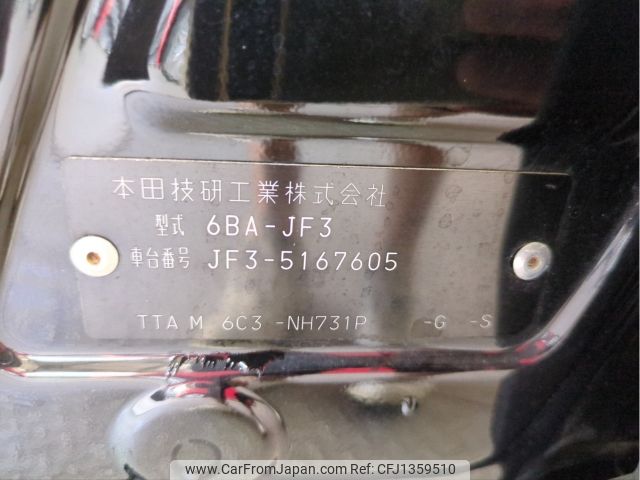 本田技研工業株式会社
型式 6BA-JF3
車台番号 JF3-5167605
TTA M 6C3 -NH731P -G -S
www.CarFromJapan.com | CFJ1359510